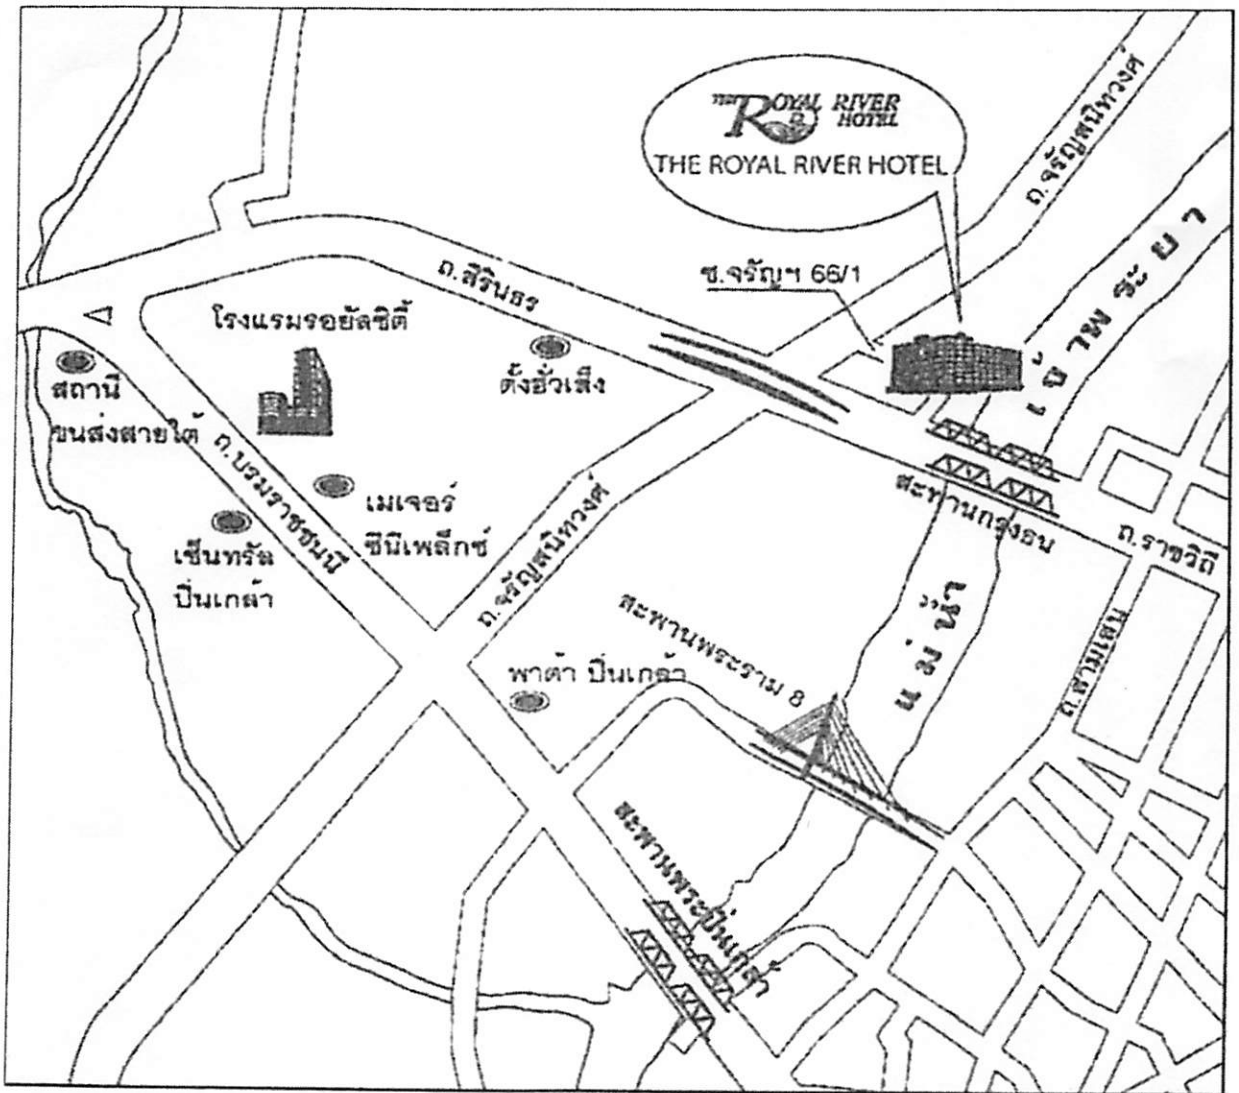 THE ROYAL RIVER
HOTEL
THE ROYAL RIVER HOTEL
ถ.จรัญสนิทวงศ์
ซ.จรัญฯ 66/1
ถ.สิรินธร
โรงแรมรอยัลซิตี้
ตั้งฮั่วเส็ง
สถานี
ขนส่งสายใต้
ถ.บรมราชชนนี
เมเจอร์
ซีนีเพล็กซ์
เซ็นทรัล
ปิ่นเกล้า
ถ.จรัญสนิทวงศ์
แม่น้ำ
เจ้าพระยา
สะพานกรุงธน
ถ.ราชวิถี
ถ.สามเสน
สะพานพระราม 8
พาต้า ปิ่นเกล้า
สะพานพระปิ่นเกล้า